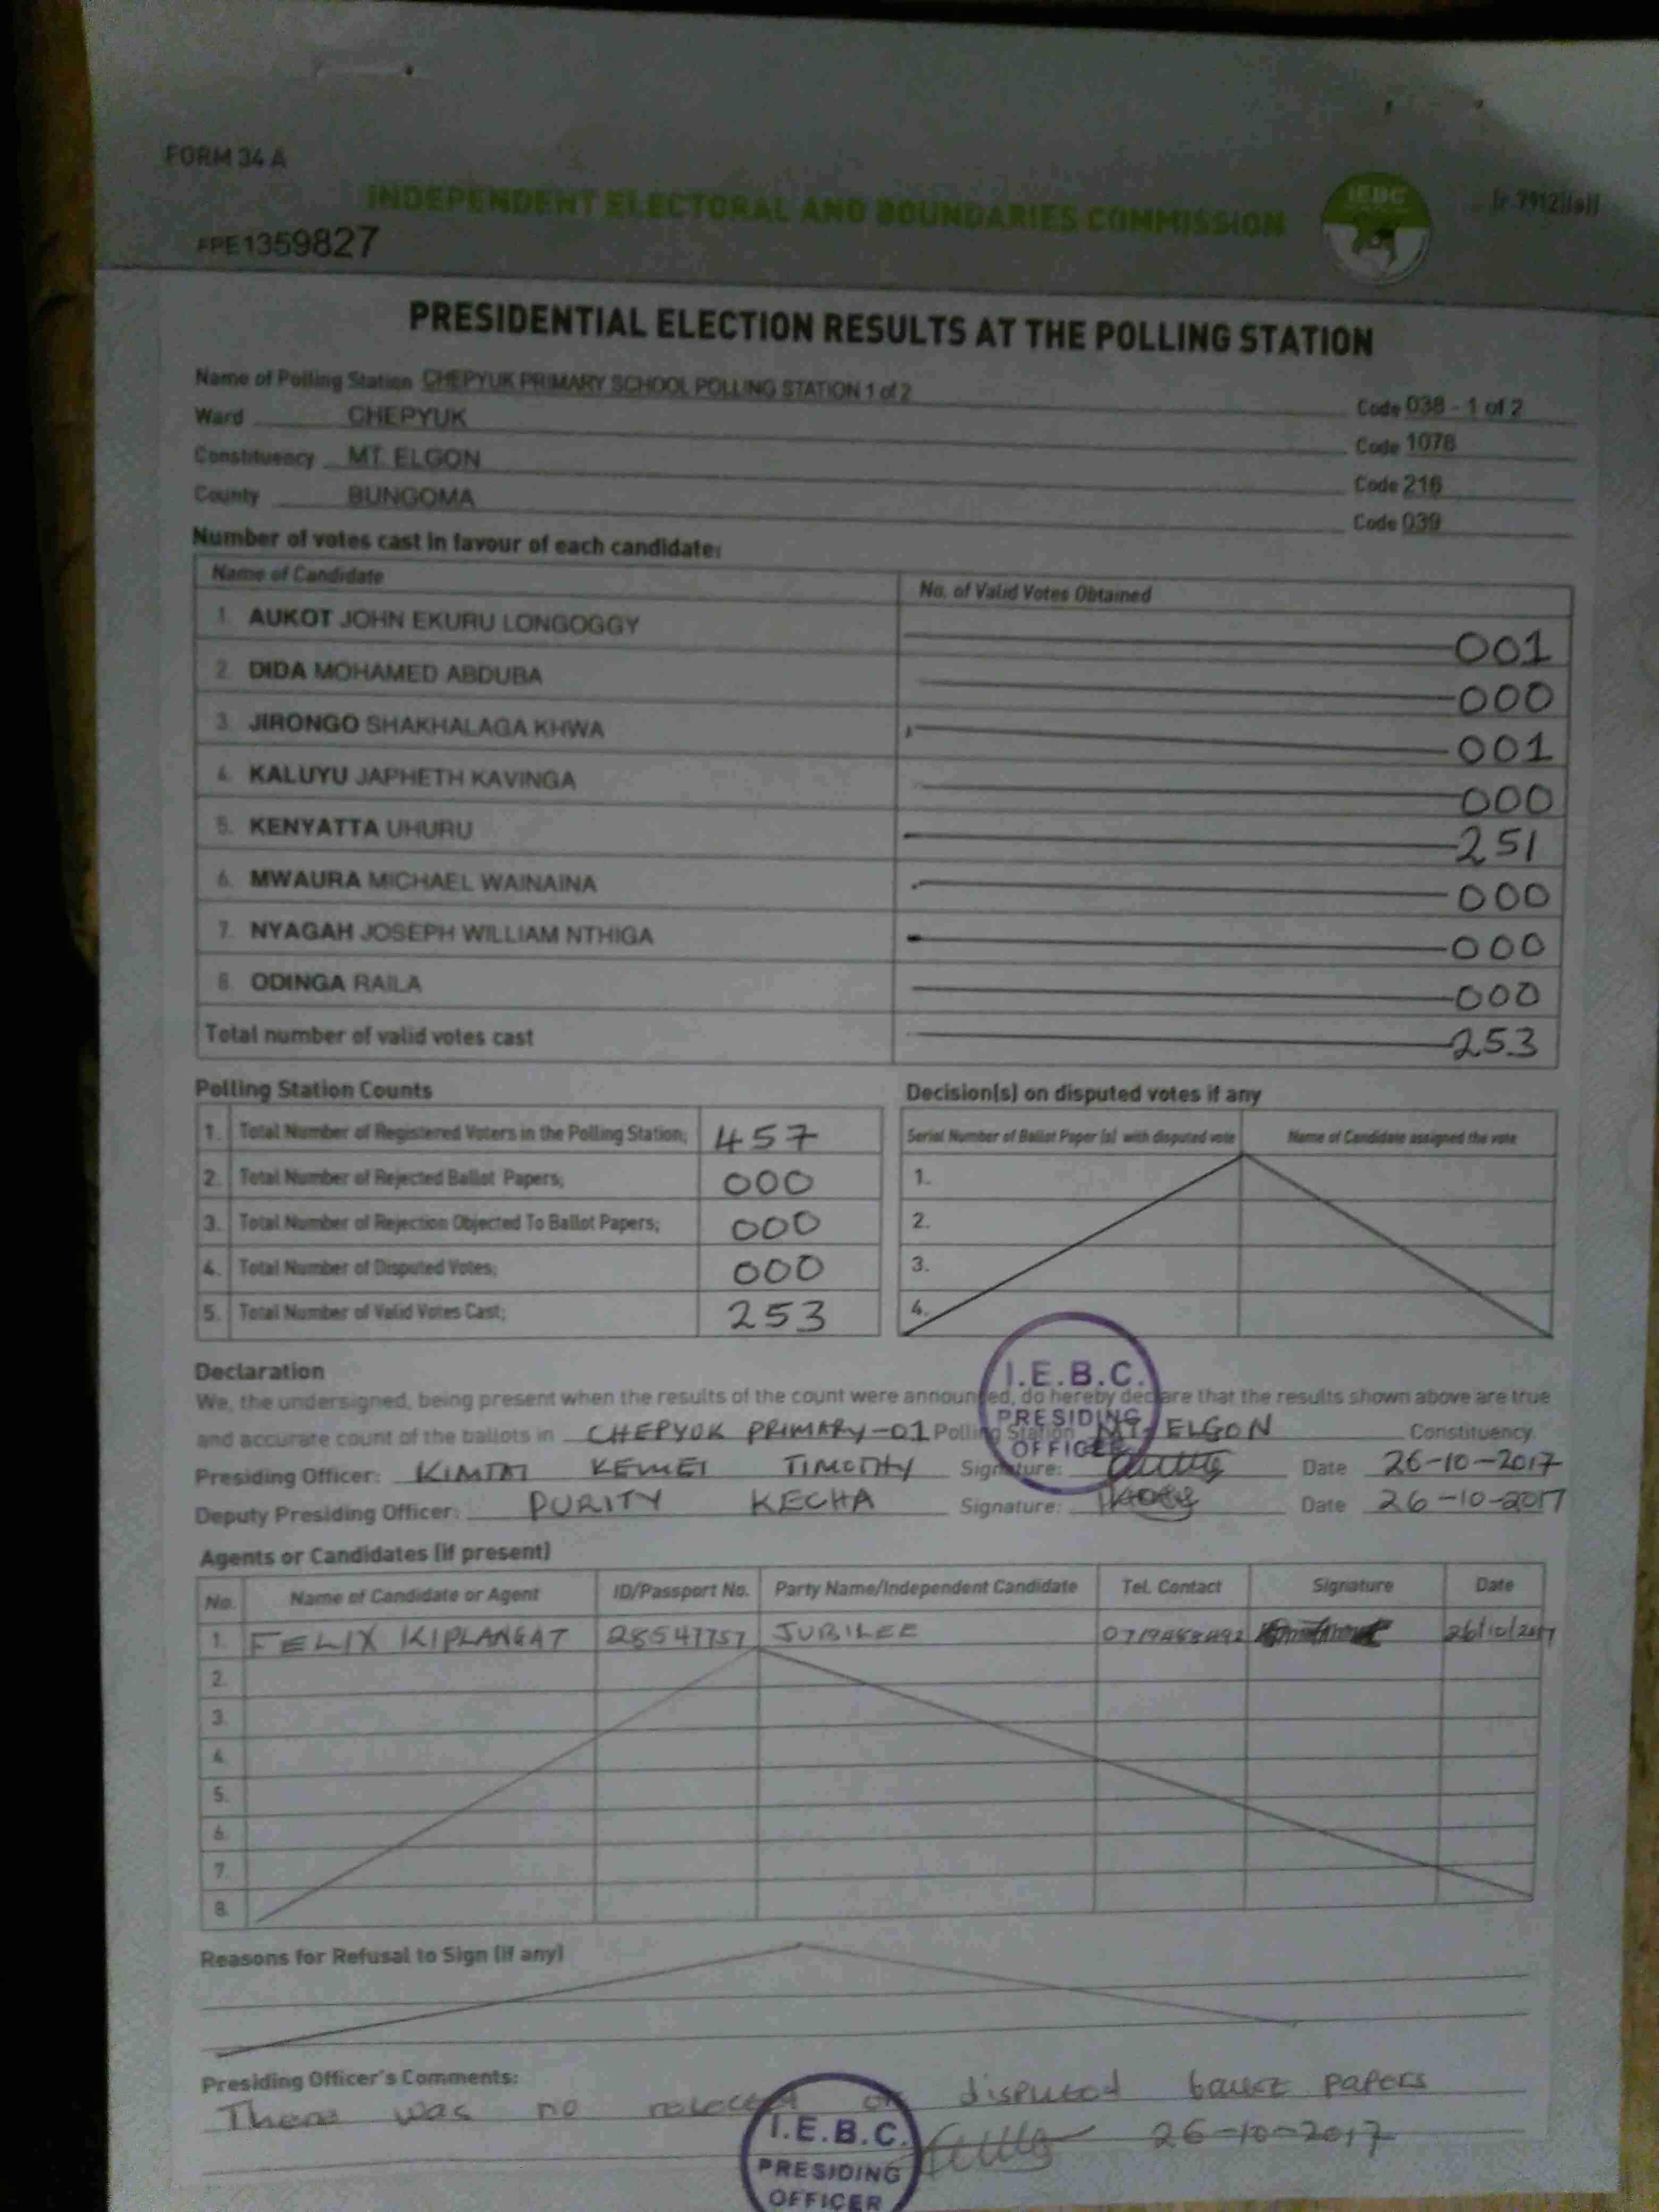 FORM 34 A
INDEPENDENT ELECTORAL AND BOUNDARIES COMMISSION
IEBC
FPE1359827
PRESIDENTIAL ELECTION RESULTS AT THE POLLING STATION
Name of Polling Station CHEPYUK PRIMARY SCHOOL POLLING STATION 1 of 2 Code 038 - 1 of 2
Ward CHEPYUK Code 1078
Constituency MT. ELGON Code 216
County BUNGOMA Code 039
Number of votes cast in favour of each candidate:
Name of Candidate No. of Valid Votes Obtained
1. AUKOT JOHN EKURU LONGOGGY 001
2. DIDA MOHAMED ABDUBA 000
3. JIRONGO SHAKHALAGA KHWA 001
4. KALUYU JAPHETH KAVINGA 000
5. KENYATTA UHURU 251
6. MWAURA MICHAEL WAINAINA 000
7. NYAGAH JOSEPH WILLIAM NTHIGA 000
8. ODINGA RAILA 000
Total number of valid votes cast 253
Polling Station Counts
1. Total Number of Registered Voters in the Polling Station; 457
2. Total Number of Rejected Ballot Papers; 000
3. Total Number of Rejection Objected To Ballot Papers; 000
4. Total Number of Disputed Votes; 000
5. Total Number of Valid Votes Cast; 253
Decision(s) on disputed votes if any
Serial Number of Ballot Paper (s) with disputed vote Name of Candidate assigned the vote
1.
2.
3.
4.
I.E.B.C.
PRESIDING
OFFICER
Declaration
We, the undersigned, being present when the results of the count were announced, do hereby declare that the results shown above are true
and accurate count of the ballots in CHEPYUK PRIMARY-01 Polling Station MT. ELGON Constituency.
Presiding Officer: KIMTAI KEMEI TIMOTHY Signature: Date 26-10-2017
Deputy Presiding Officer: PURITY KECHA Signature: Date 26-10-2017
Agents or Candidates (if present)
No. Name of Candidate or Agent ID/Passport No. Party Name/Independent Candidate Tel. Contact Signature Date
1. FELIX KIPLANGAT 28547757 JUBILEE 26/10/2017
2.
3.
4.
5.
6.
7.
8.
Reasons for Refusal to Sign (if any)
Presiding Officer's Comments:
There was no rejected or disputed ballot papers
26-10-2017
I.E.B.C.
PRESIDING
OFFICER